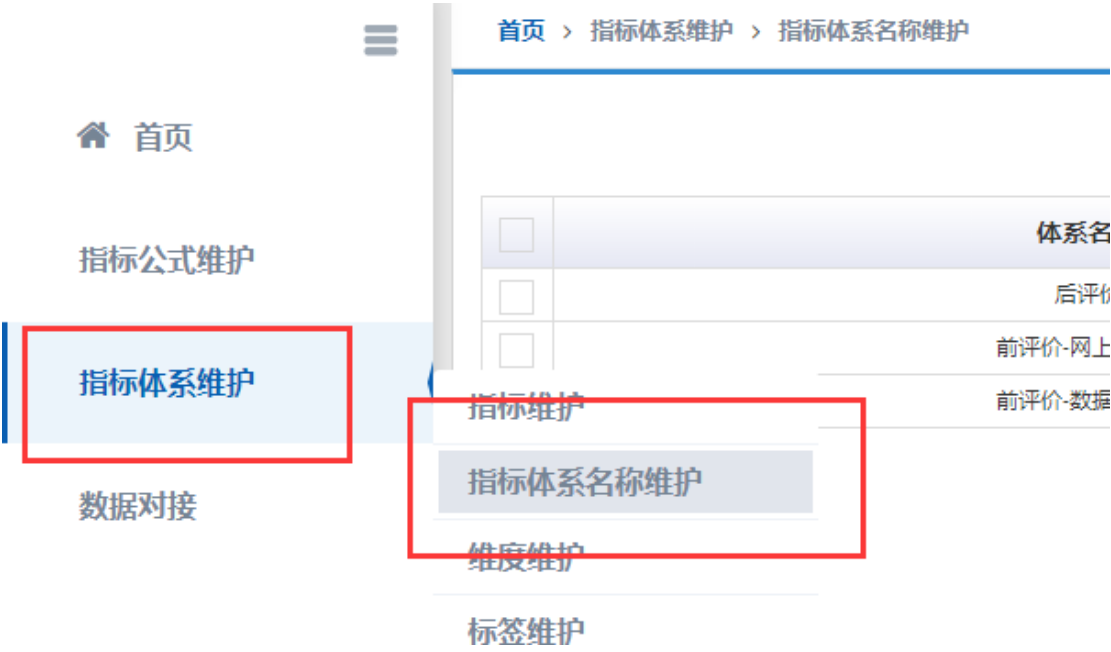 首页 > 指标体系维护 > 指标体系名称维护
首页
指标公式维护
指标体系维护
数据对接
体系名
后评价
前评价-网上
前评价-数据
指标维护
指标体系名称维护
维度维护
标签维护